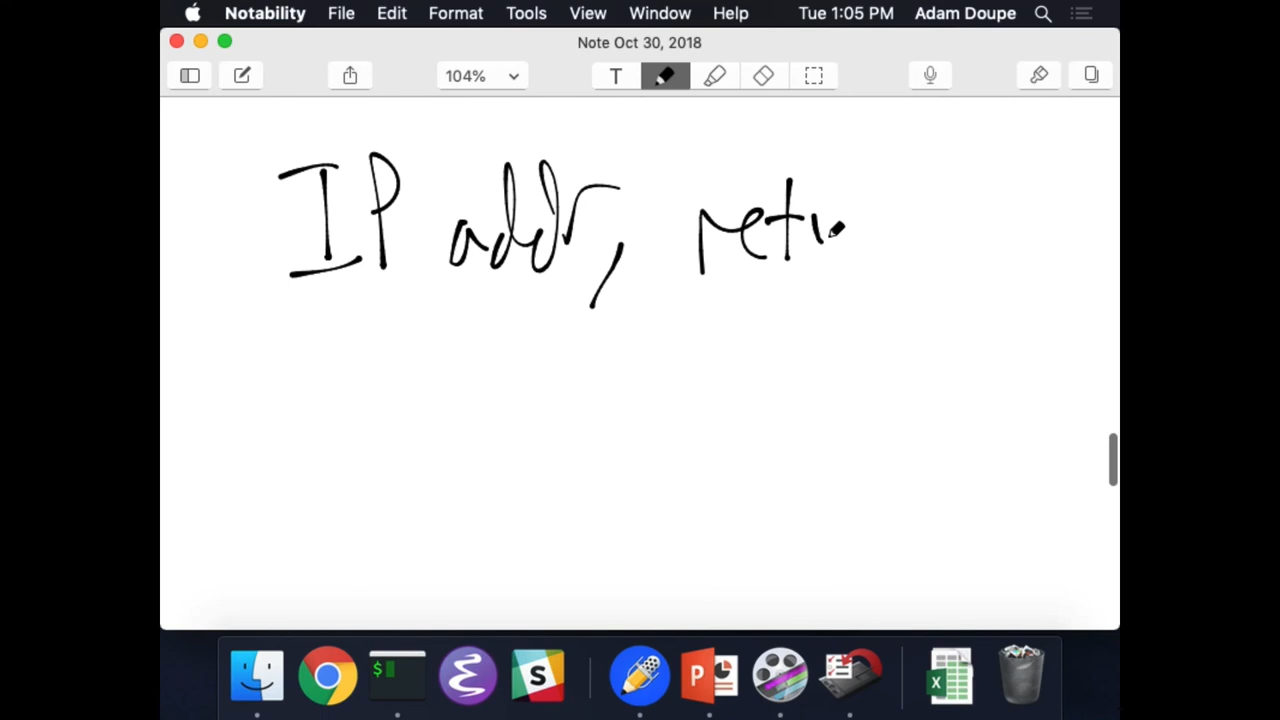 Notability File Edit Format Tools View Window Help Tue 1:05 PM Adam Doupe
Note Oct 30, 2018
104% T
IP addr, retu
$
S P X